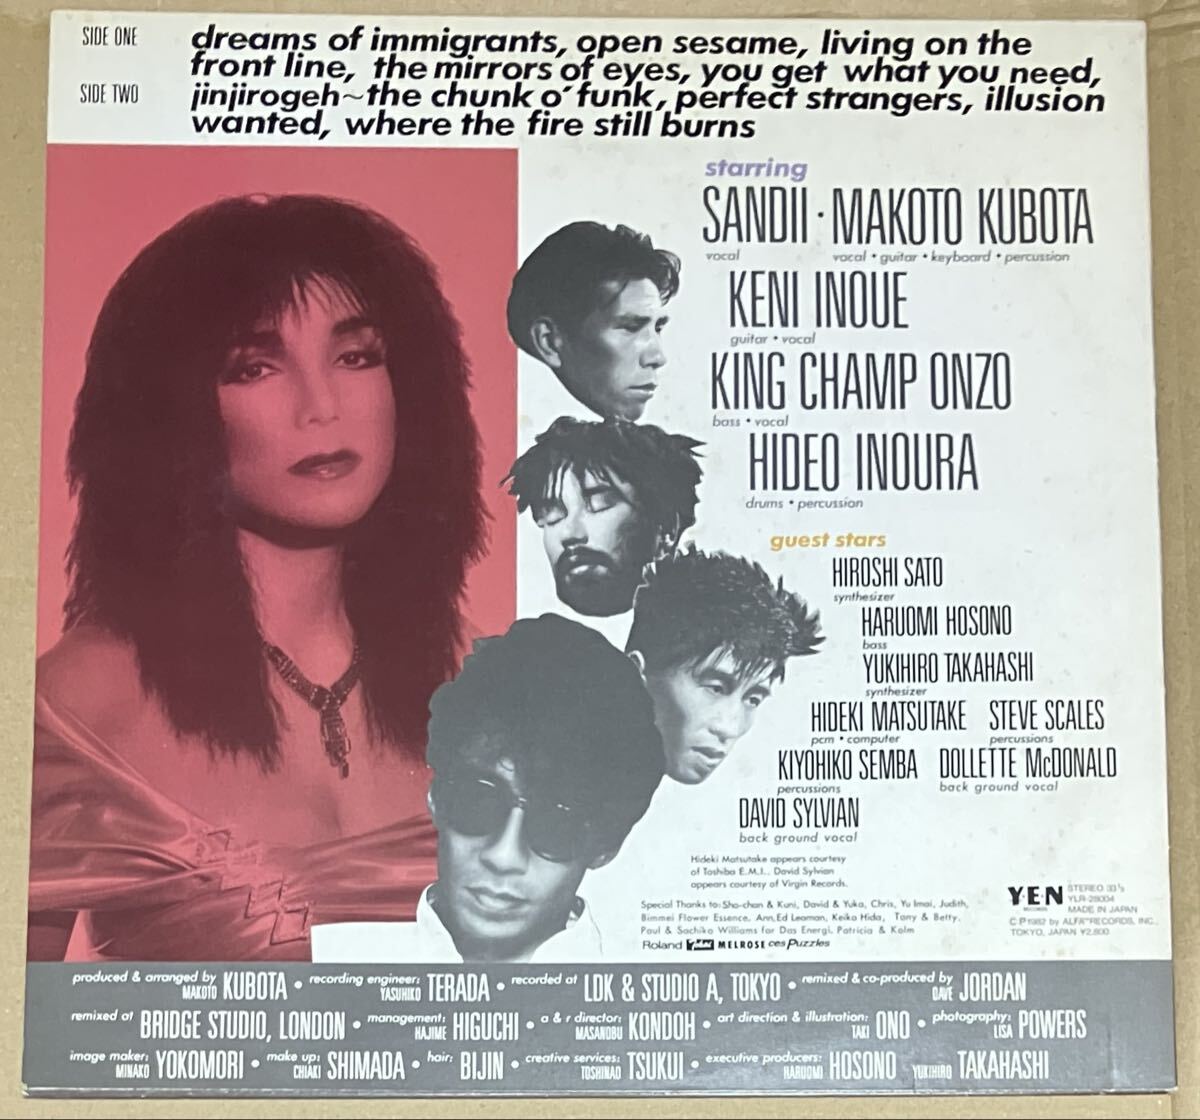 SIDE ONE
dreams of immigrants, open sesame, living on the
front line, the mirrors of eyes, you get what you need,
SIDE TWO
jinjirogeh~the chunk o' funk, perfect strangers, illusion
wanted, where the fire still burns
starring
SANDII · MAKOTO KUBOTA
vocal
vocal • guitar • keyboard • percussion
KENI INOUE
guitar • vocal
KING CHAMP ONZO
bass • vocal
HIDEO INOURA
drums • percussion
guest stars
HIROSHI SATO
synthesizer
HARUOMI HOSONO
bass
YUKIHIRO TAKAHASHI
synthesizer
HIDEKI MATSUTAKE STEVE SCALES
pcm • computer percussions
KIYOHIKO SEMBA DOLLETTE McDONALD
percussions back ground vocal
DAVID SYLVIAN
back ground vocal
Hideki Matsutake appears courtesy
of Toshiba E.M.I.. David Sylvian
appears courtesy of Virgin Records.
Special Thanks to: Sho-chan & Kuni, David & Yuka, Chris, Yu Imai, Judith,
Bimmel Flower Essence, Ann, Ed Leaman, Keiko Hida, Tony & Betty,
Paul & Sachiko Williams for Das Energi, Patricia & Kolm
Roland MELROSE ces Puzzles
Y·E·N
RECORDS
STEREO 33⅓
YLR-28004
MADE IN JAPAN
© ℗ 1982 by ALFA RECORDS, INC.,
TOKYO, JAPAN ¥2,800
produced & arranged by MAKOTO KUBOTA • recording engineer: YASUHIKO TERADA • recorded at LDK & STUDIO A, TOKYO • remixed & co-produced by DAVE JORDAN
remixed at BRIDGE STUDIO, LONDON • management: HAJIME HIGUCHI • a & r director: MASANOBU KONDOH • art direction & illustration: TAKI ONO • photography: LISA POWERS
image maker: MINAKO YOKOMORI • make up: CHIAKI SHIMADA • hair: BIJIN • creative services: TOSHINAO TSUKUI • executive producers: HARUOMI HOSONO YUKIHIRO TAKAHASHI